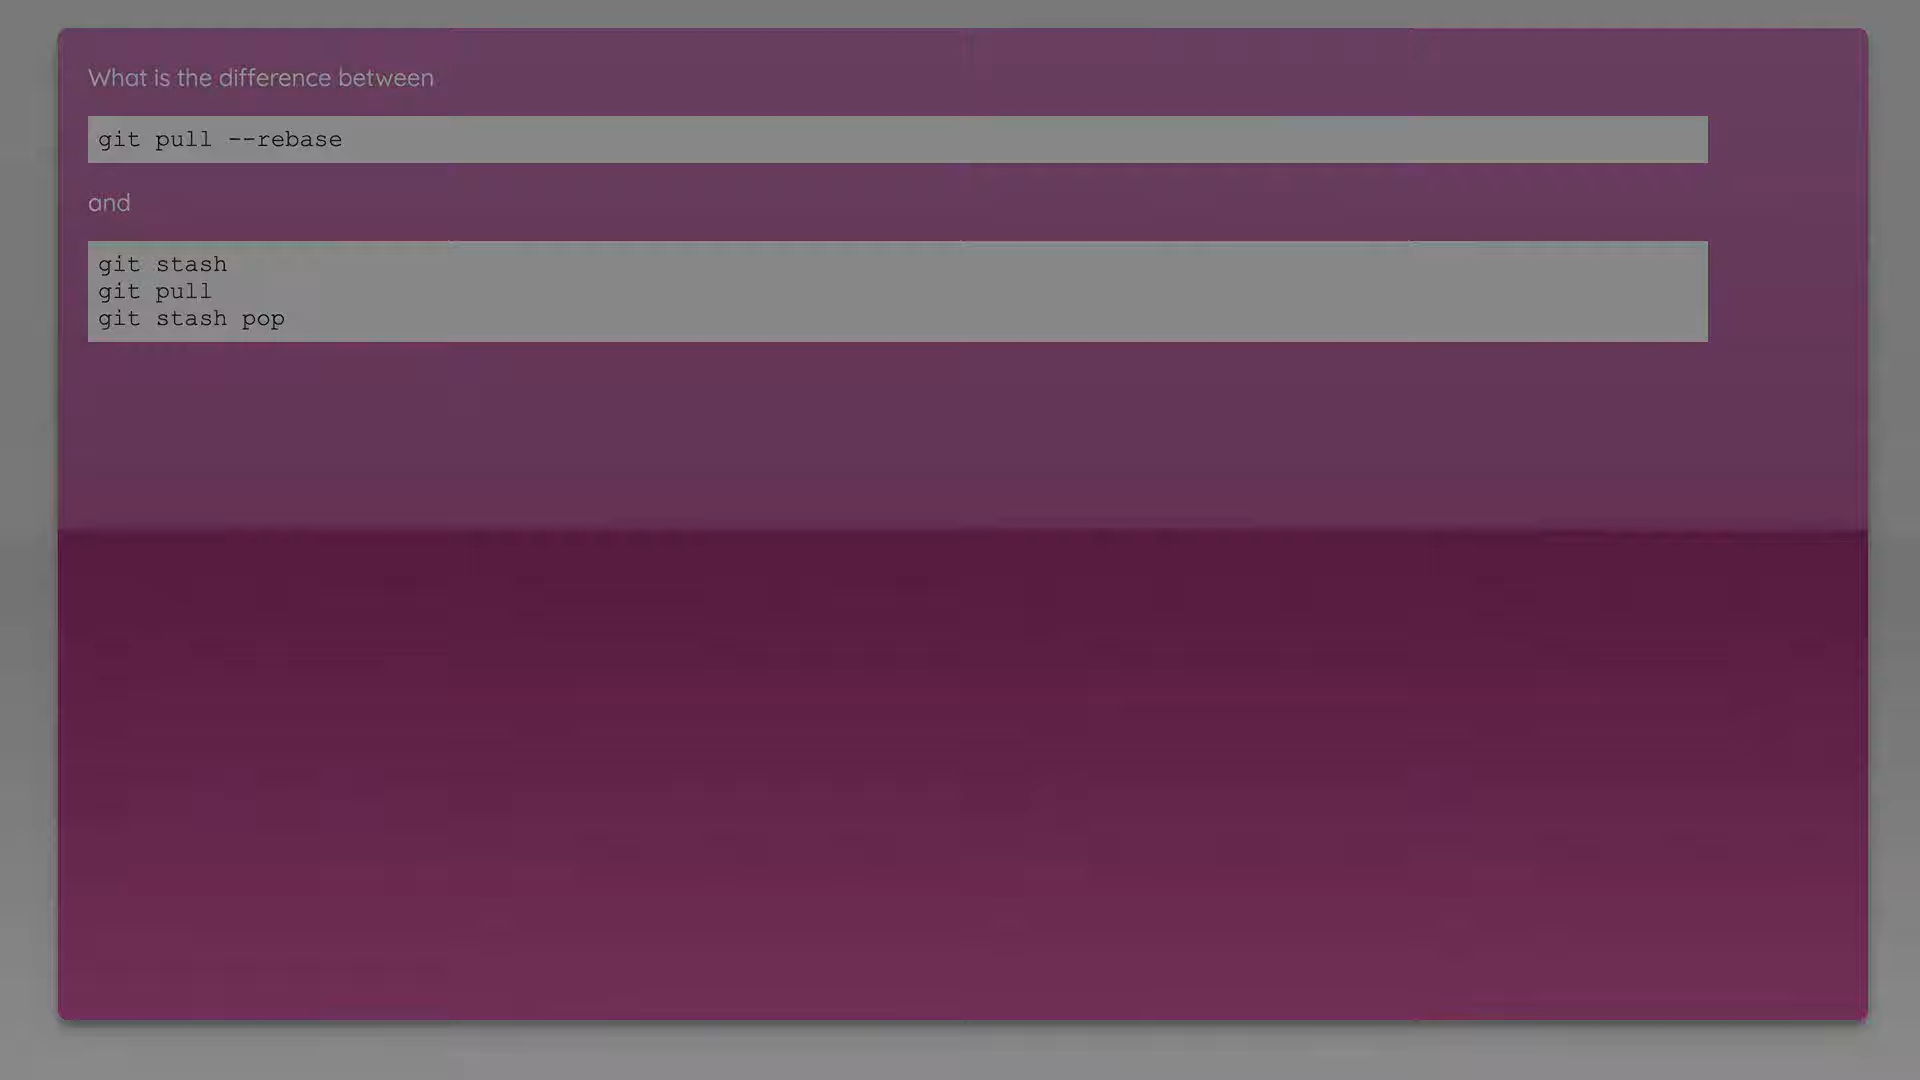 What is the difference between
git pull --rebase
and
git stash
git pull
git stash pop